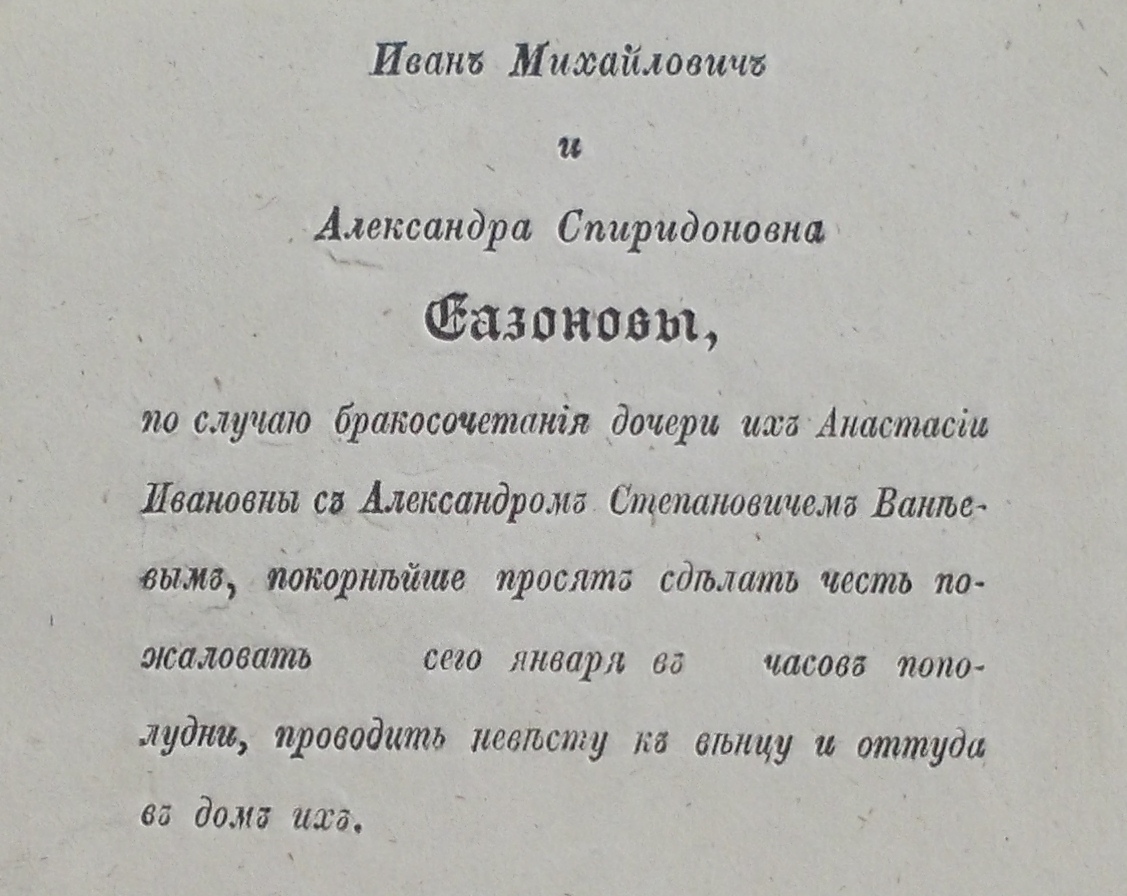 Иванъ Михайловичъ
и
Александра Спиридоновна
Сазоновы,
по случаю бракосочетанія дочери ихъ Анастасіи
Ивановны съ Александромъ Степановичемъ Ванѣе-
вымъ, покорнѣйше просятъ сдѣлать честь по-
жаловать сего января въ часовъ попо-
лудни, проводить невѣсту къ вѣнцу и оттуда
въ домъ ихъ.